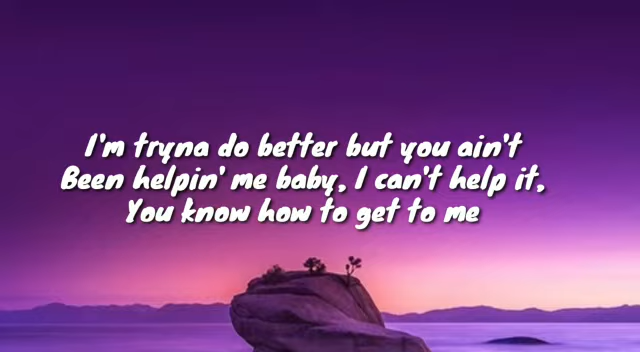 I'm tryna do better but you ain't
Been helpin' me baby, I can't help it,
You know how to get to me